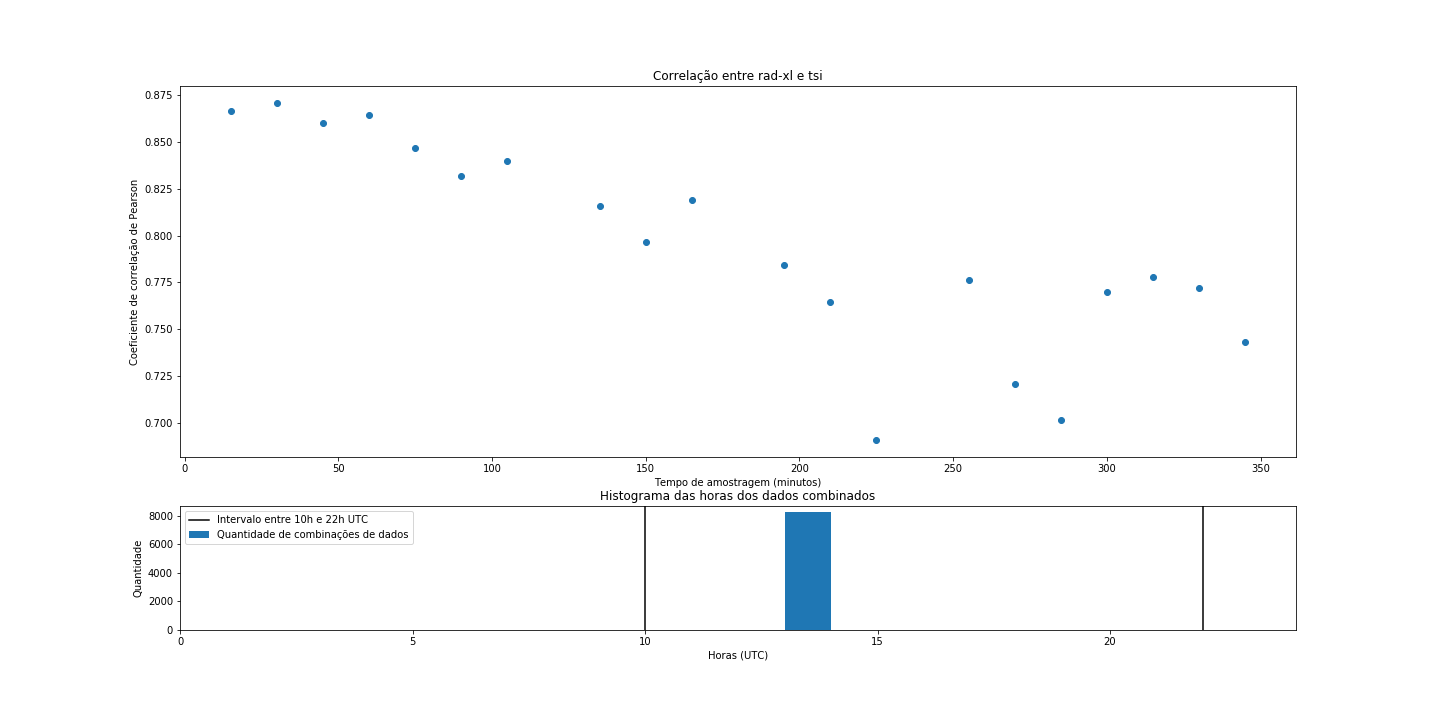 Correlação entre rad-xl e tsi
Coeficiente de correlação de Pearson
0.875
0.850
0.825
0.800
0.775
0.750
0.725
0.700
0 50 100 150 200 250 300 350
Tempo de amostragem (minutos)
Histograma das horas dos dados combinados
Quantidade
8000
6000
4000
2000
0
Intervalo entre 10h e 22h UTC
Quantidade de combinações de dados
0 5 10 15 20
Horas (UTC)